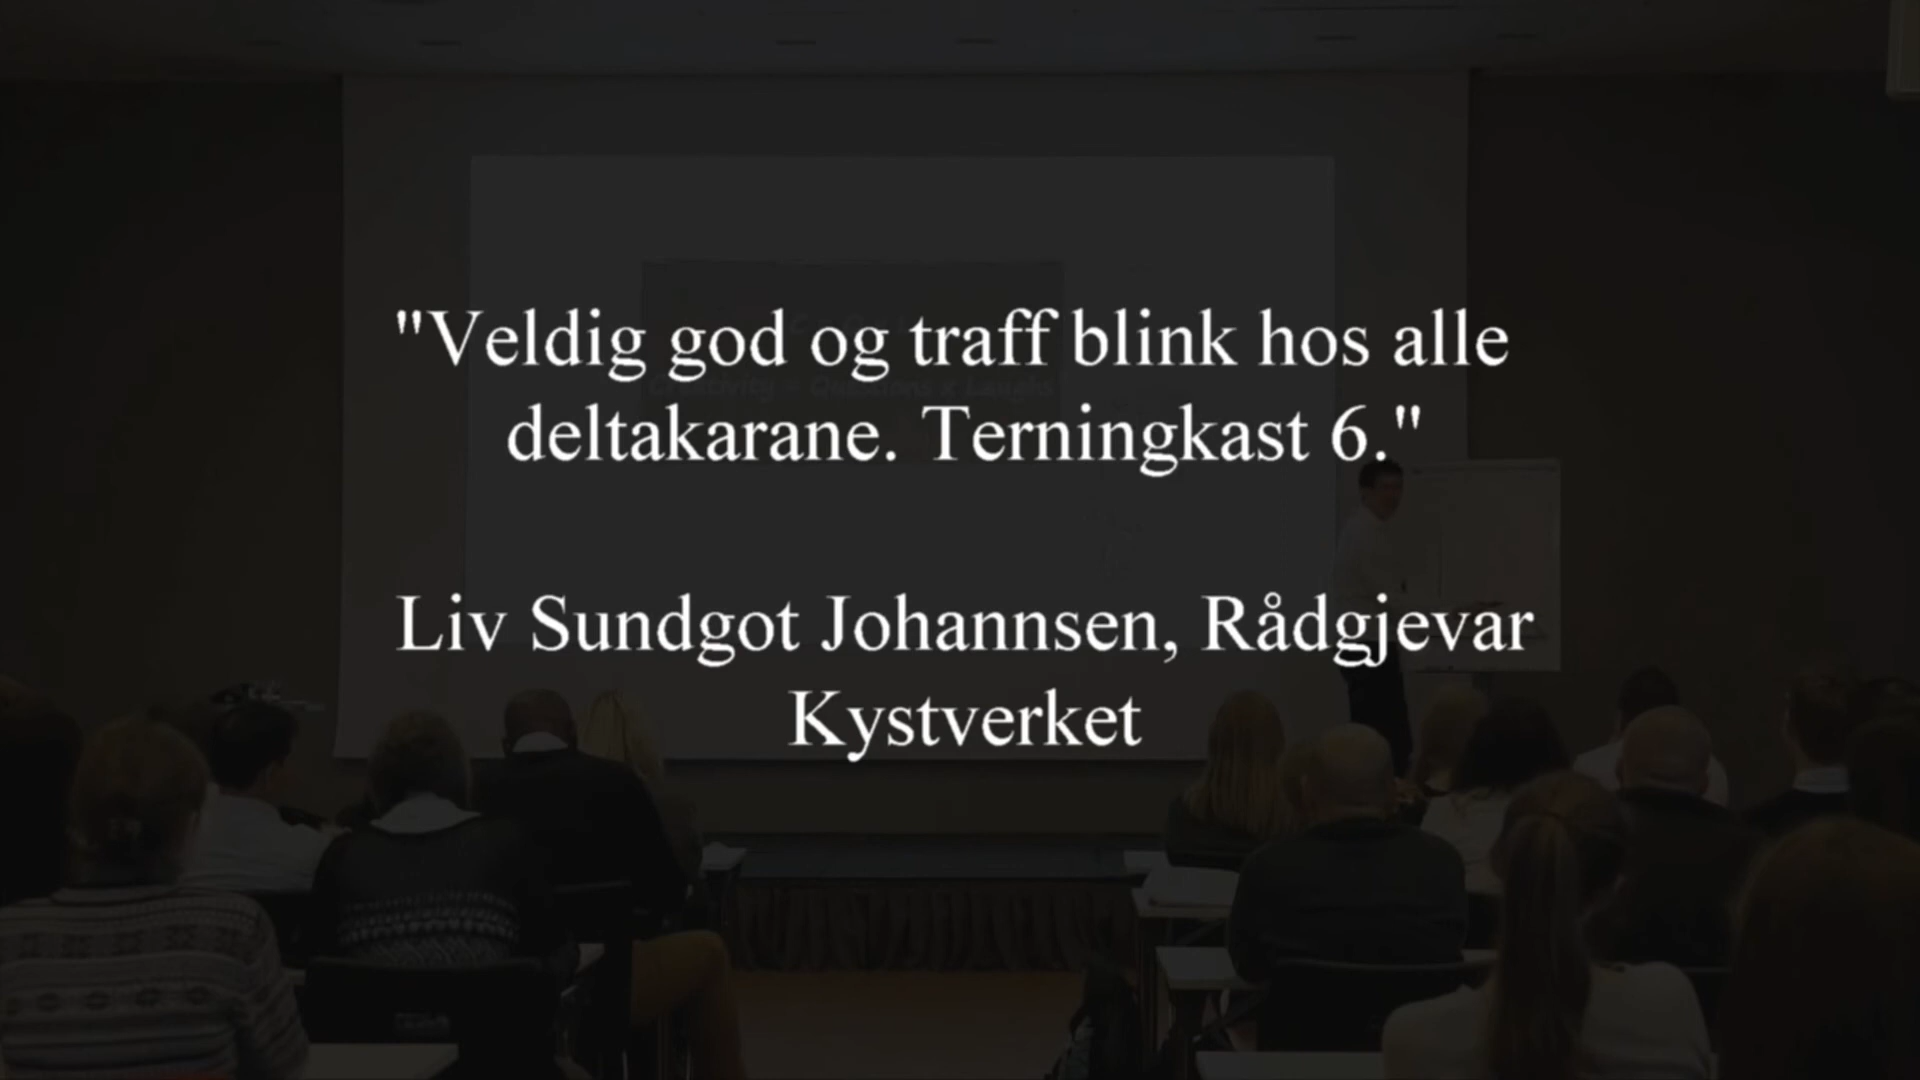 "Veldig god og traff blink hos alle
deltakarane. Terningkast 6."
Liv Sundgot Johannsen, Rådgjevar
Kystverket